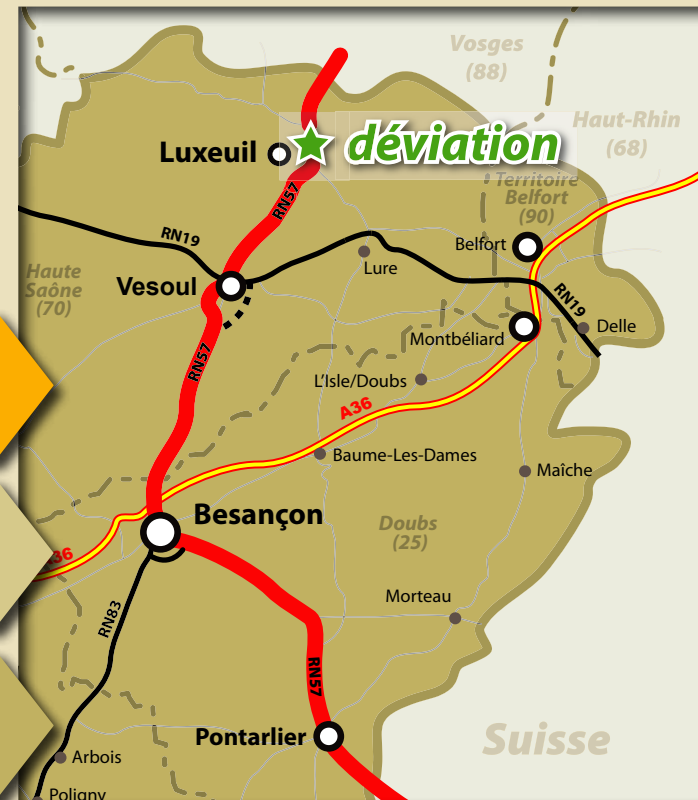 Vosges
(88)
Haut-Rhin
(68)
déviation
Luxeuil
RN57
Territoire
Belfort
(90)
RN19
Belfort
Lure
Haute
Saône
(70)
Vesoul
RN19
Delle
Montbéliard
RN57
L'Isle/Doubs
A36
Baume-Les-Dames
Maîche
Besançon
Doubs
(25)
A36
Morteau
RN83
RN57
Pontarlier
Suisse
Arbois
Poligny